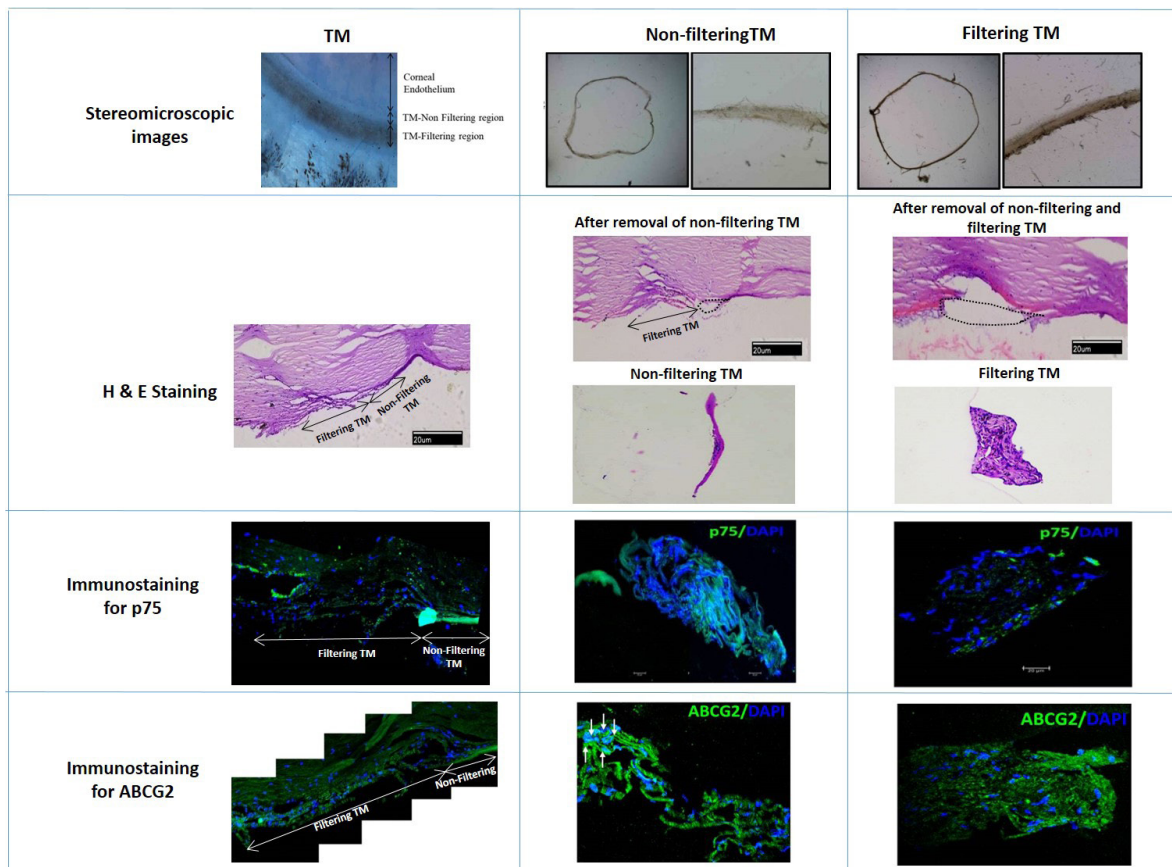 TM
Non-filteringTM
Filtering TM
Stereomicroscopic
images
Corneal
Endothelium
TM-Non Filtering region
TM-Filtering region
H & E Staining
Filtering TM
Non-Filtering
TM
20um
After removal of non-filtering TM
Filtering TM
20um
Non-filtering TM
After removal of non-filtering and
filtering TM
20um
Filtering TM
Immunostaining
for p75
Filtering TM
Non-Filtering
TM
p75/DAPI
p75/DAPI
Immunostaining
for ABCG2
Filtering TM
Non-Filtering
ABCG2/DAPI
ABCG2/DAPI